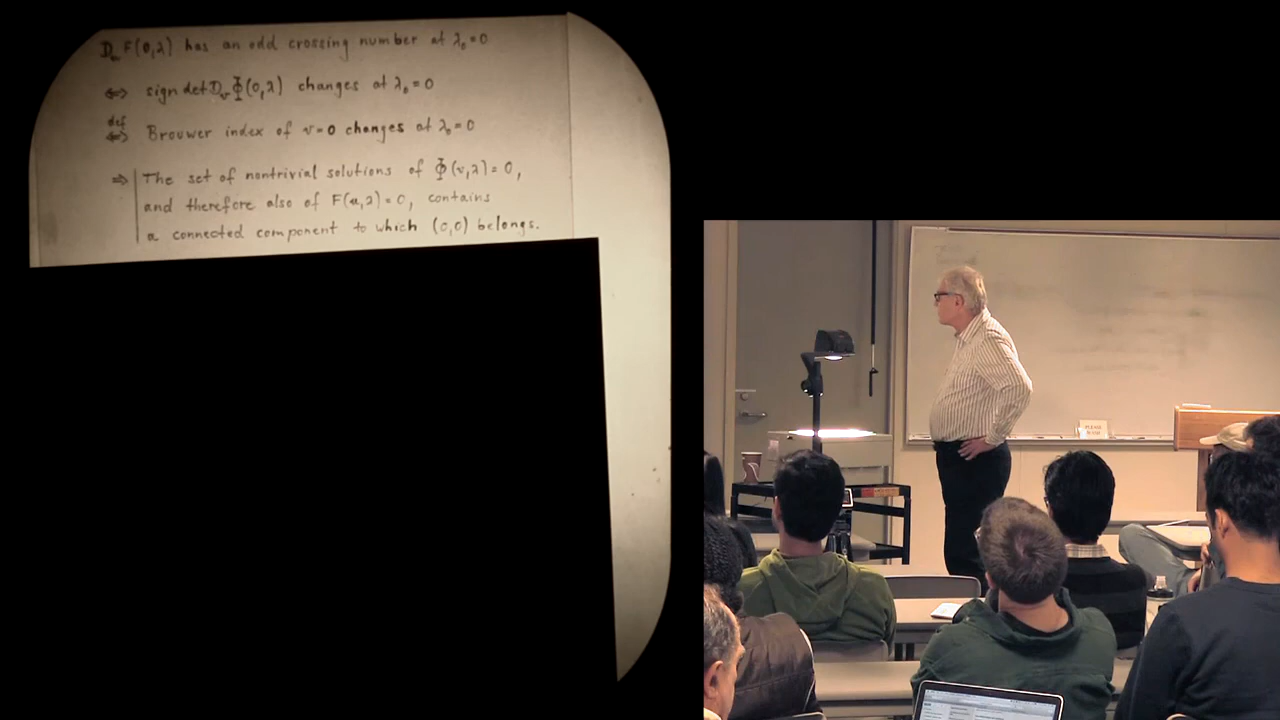 D_u F(0,λ) has an odd crossing number at λ₀=0
⇔ sign det D_v Φ(0,λ) changes at λ₀=0
def
⇔ Brouwer index of v=0 changes at λ₀=0
⇒ The set of nontrivial solutions of Φ(v,λ)=0,
and therefore also of F(u,λ)=0, contains
a connected component to which (0,0) belongs.
PLEASE
WASH